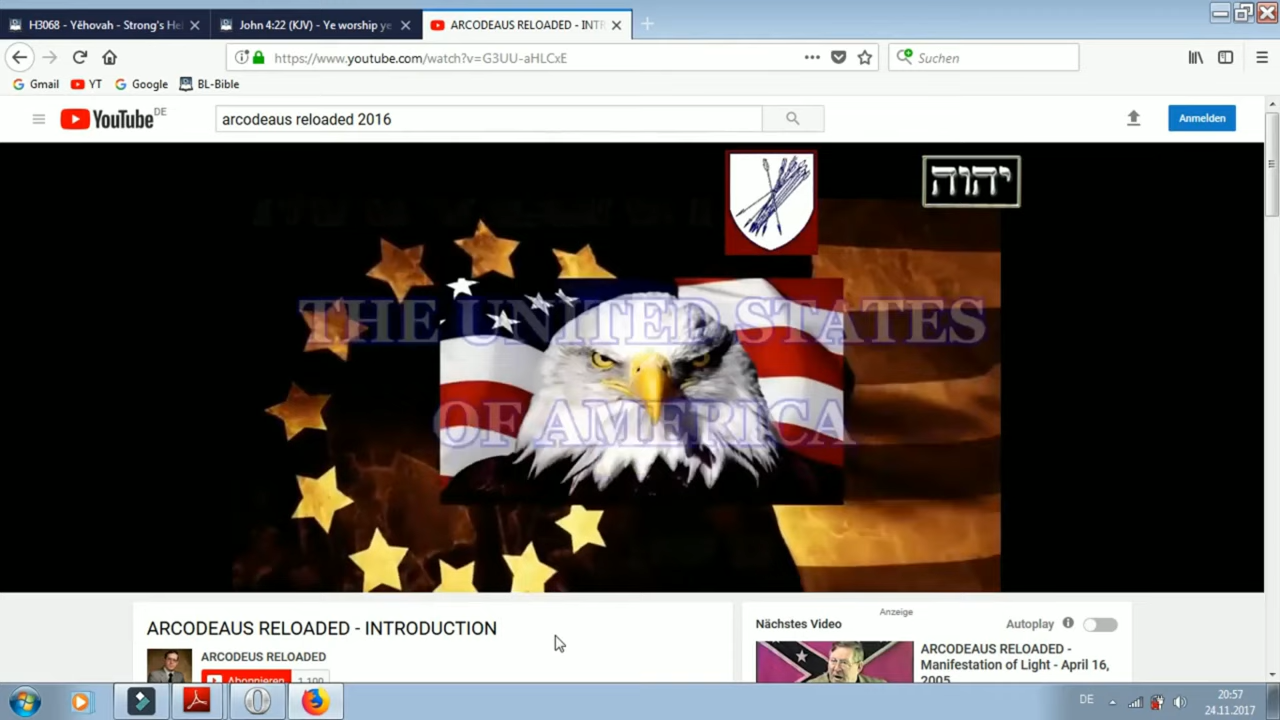 H3068 - Yĕhovah - Strong's He
John 4:22 (KJV) - Ye worship ye
ARCODEAUS RELOADED - INTR
https://www.youtube.com/watch?v=G3UU-aHLCxE
Suchen
Gmail
YT
Google
BL-Bible
YouTube DE
arcodeaus reloaded 2016
Anmelden
יהוה
THE UNITED STATES
OF AMERICA
ARCODEAUS RELOADED - INTRODUCTION
ARCODEUS RELOADED
Abonnieren
1.100
Anzeige
Nächstes Video
Autoplay
ARCODEAUS RELOADED -
Manifestation of Light - April 16,
2005
DE
20:57
24.11.2017